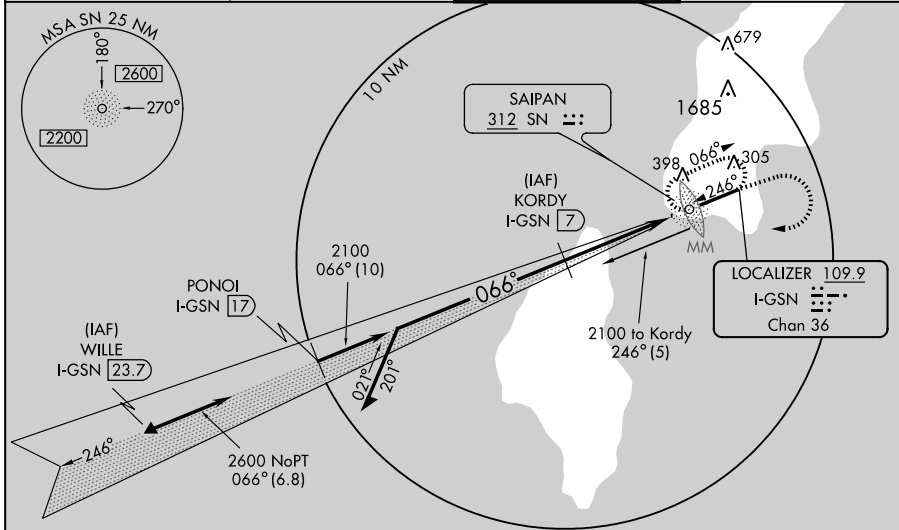 MSA SN 25 NM
180°
2600
270°
2200
10 NM
679
1685
SAIPAN
312 SN
398
066°
305
246°
MM
(IAF)
KORDY
I-GSN 7
2100
066° (10)
PONOI
I-GSN 17
066°
LOCALIZER 109.9
I-GSN
Chan 36
2100 to Kordy
246° (5)
(IAF)
WILLE
I-GSN 23.7
021°
201°
246°
2600 NoPT
066° (6.8)